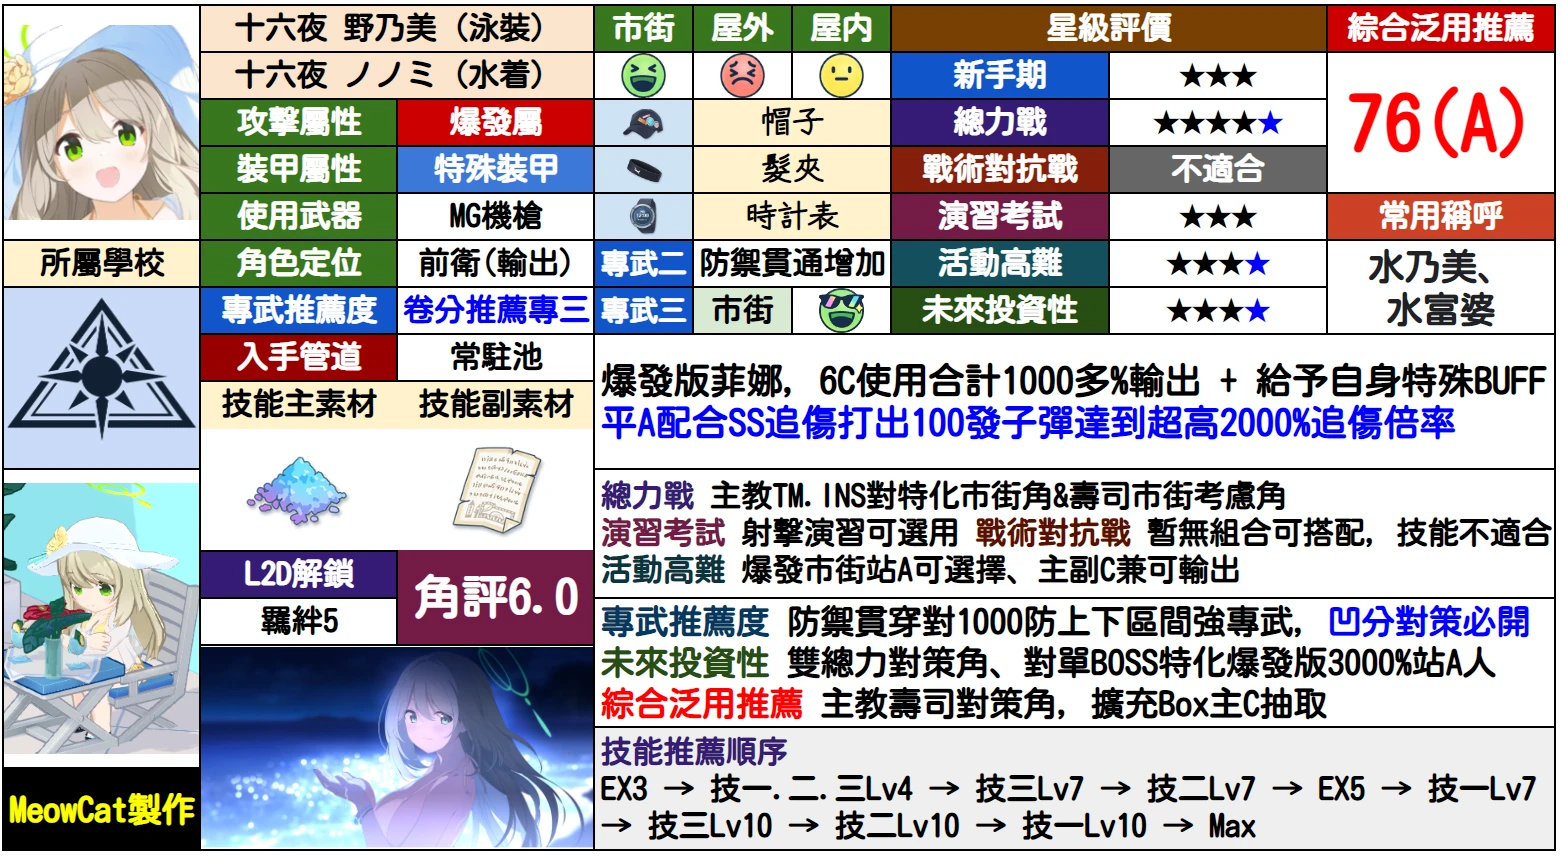 十六夜 野乃美（泳裝）
十六夜 ノノミ（水着）
市街 屋外 屋內
星級評價
綜合泛用推薦
新手期 ★★★
76(A)
攻擊屬性 爆發屬
帽子
總力戰 ★★★★★
裝甲屬性 特殊裝甲
髮夾
戰術對抗戰 不適合
使用武器 MG機槍
時計表
演習考試 ★★★
常用稱呼
所屬學校
角色定位 前衛(輸出)
專武二 防禦貫通增加
活動高難 ★★★★
水乃美、
水富婆
專武推薦度 卷分推薦專三
專武三 市街
未來投資性 ★★★★
入手管道 常駐池
技能主素材 技能副素材
爆發版菲娜, 6C使用合計1000多%輸出 + 給予自身特殊BUFF
平A配合SS追傷打出100發子彈達到超高2000%追傷倍率
總力戰 主教TM.INS對特化市街角&壽司市街考慮角
演習考試 射擊演習可選用 戰術對抗戰 暫無組合可搭配, 技能不適合
活動高難 爆發市街站A可選擇、主副C兼可輸出
L2D解鎖
羈絆5
角評6.0
專武推薦度 防禦貫穿對1000防上下區間強專武, 凹分對策必開
未來投資性 雙總力對策角、對單BOSS特化爆發版3000%站A人
綜合泛用推薦 主教壽司對策角, 擴充Box主C抽取
技能推薦順序
EX3 → 技一.二.三Lv4 → 技三Lv7 → 技二Lv7 → EX5 → 技一Lv7
→ 技三Lv10 → 技二Lv10 → 技一Lv10 → Max
MeowCat製作